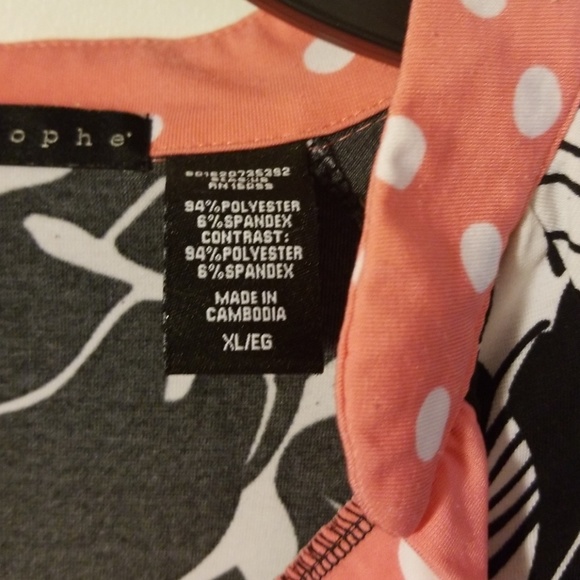 ophe
94%POLYESTER
6%SPANDEX
CONTRAST:
94%POLYESTER
6%SPANDEX
MADE IN
CAMBODIA
XL/EG